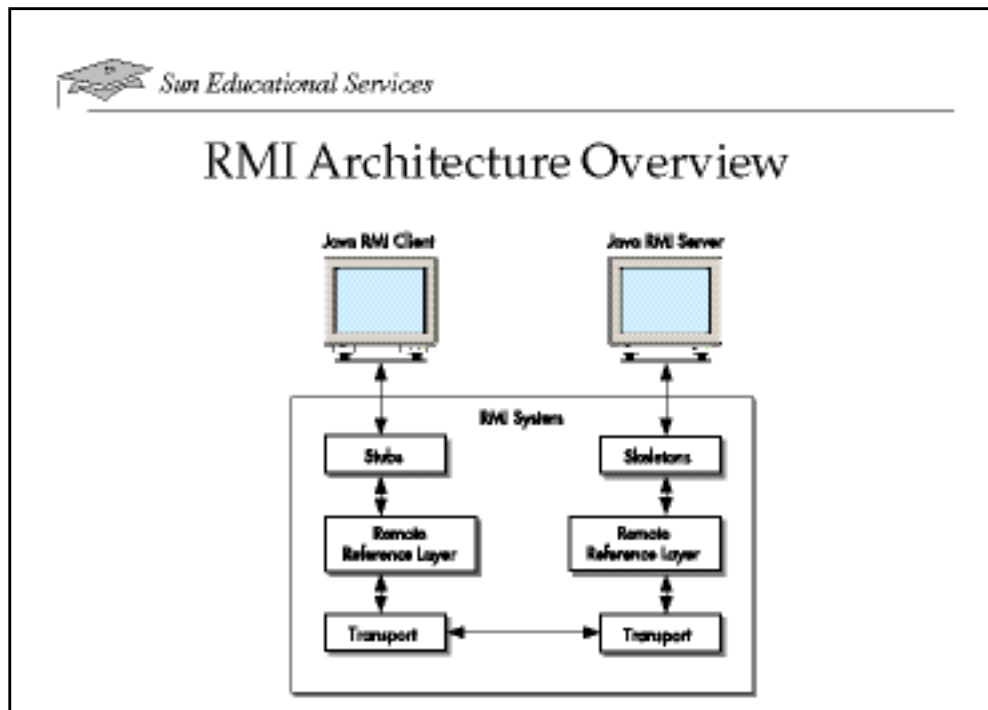 Sun Educational Services
RMI Architecture Overview
Java RMI Client
Java RMI Server
RMI System
Stubs
Skeletons
Remote
Reference Layer
Remote
Reference Layer
Transport
Transport